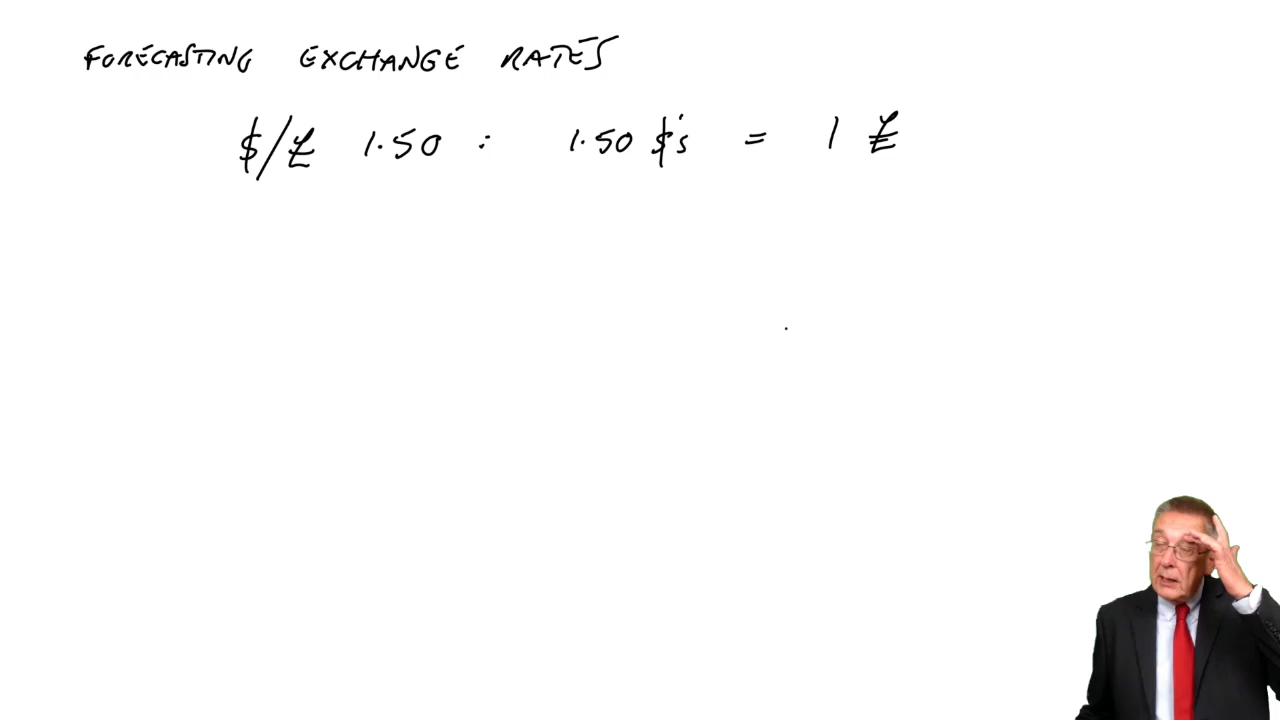 FORECASTING EXCHANGE RATES
$/£ 1.50 : 1.50 $'s = 1 £